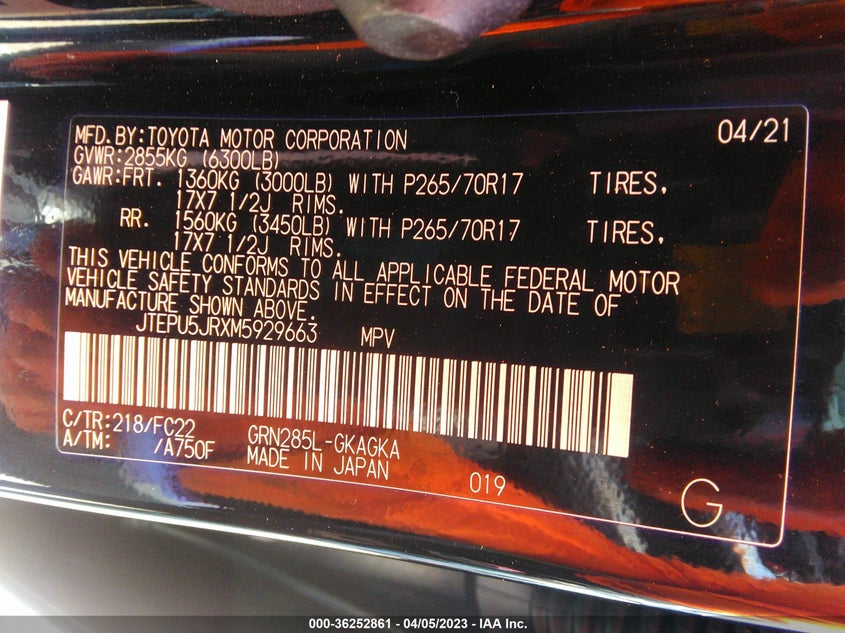 MFD.BY:TOYOTA MOTOR CORPORATION 04/21
GVWR:2855KG (6300LB)
GAWR:FRT. 1360KG (3000LB) WITH P265/70R17 TIRES,
17X7 1/2J RIMS.
RR. 1560KG (3450LB) WITH P265/70R17 TIRES,
17X7 1/2J RIMS.
THIS VEHICLE CONFORMS TO ALL APPLICABLE FEDERAL MOTOR
VEHICLE SAFETY STANDARDS IN EFFECT ON THE DATE OF
MANUFACTURE SHOWN ABOVE.
JTEPU5JRXM5929663 MPV
C/TR:218/FC22 GRN285L-GKAGKA
A/TM: /A750F MADE IN JAPAN
019
G
000-36252861 - 04/05/2023 - IAA Inc.